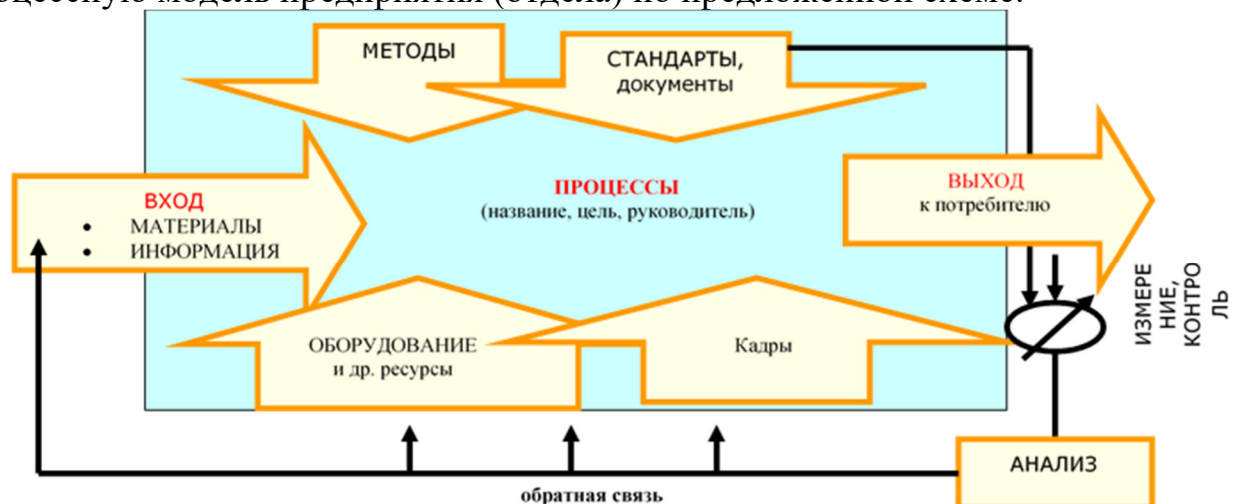 процессную модель предприятия (отдела) по предложенной схеме.
МЕТОДЫ
СТАНДАРТЫ,
документы
ВХОД
• МАТЕРИАЛЫ
• ИНФОРМАЦИЯ
ПРОЦЕССЫ
(название, цель, руководитель)
ВЫХОД
к потребителю
ИЗМЕРЕ
НИЕ,
КОНТРО
ЛЬ
ОБОРУДОВАНИЕ
и др. ресурсы
Кадры
АНАЛИЗ
обратная связь